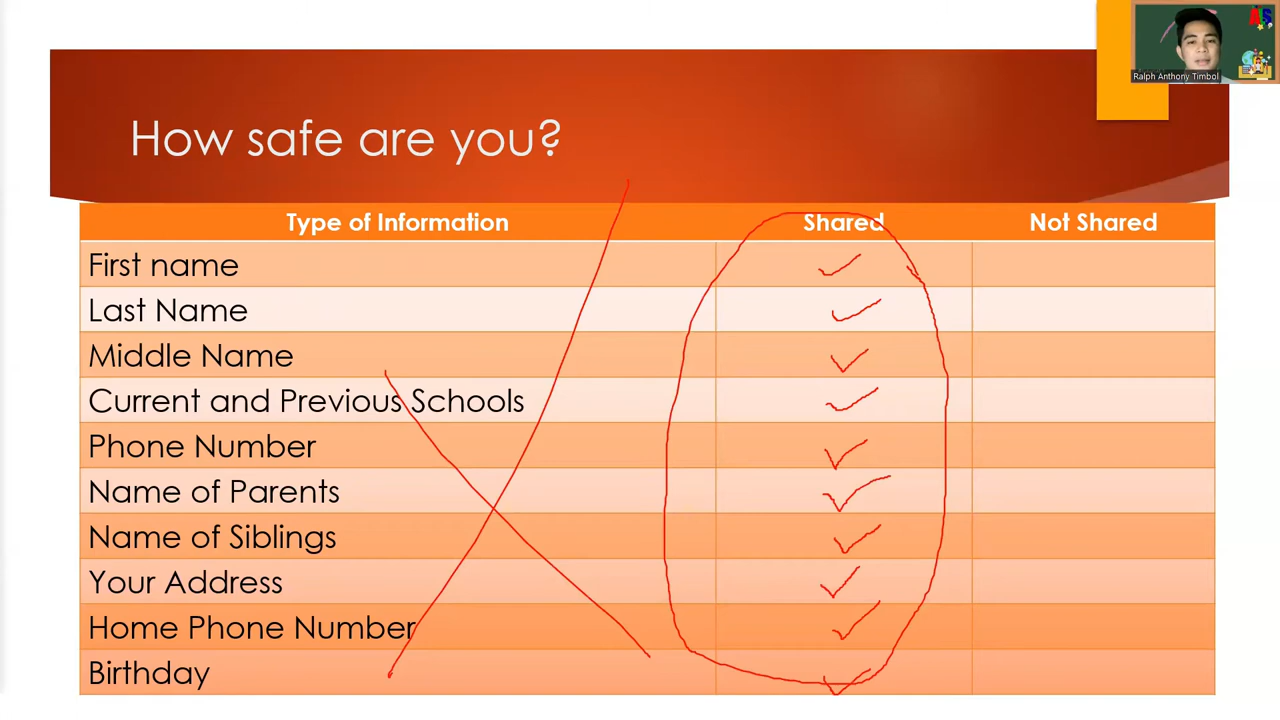 Ralph Anthony Timbol
AS
How safe are you?
Type of Information Shared Not Shared
First name
Last Name
Middle Name
Current and Previous Schools
Phone Number
Name of Parents
Name of Siblings
Your Address
Home Phone Number
Birthday